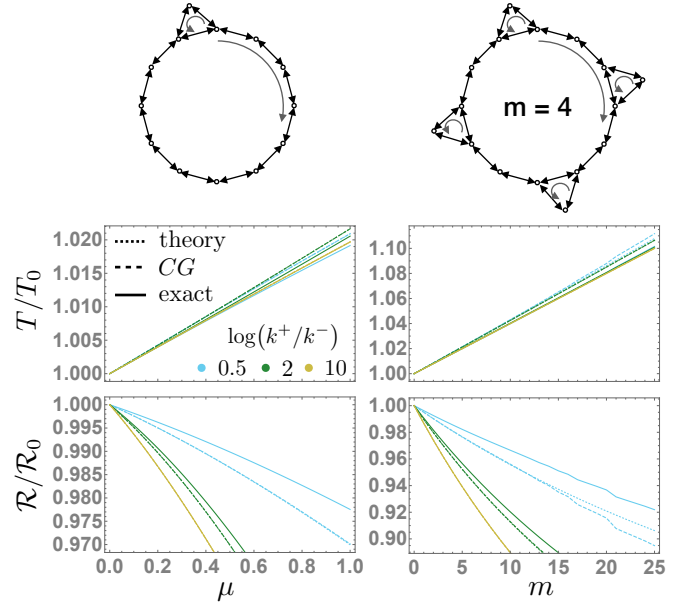 m = 4
T/T₀
1.020
1.015
1.010
1.005
1.000
theory
CG
exact
log(k⁺/k⁻)
0.5 2 10
1.10
1.08
1.06
1.04
1.02
1.00
ℛ/ℛ₀
1.000
0.995
0.990
0.985
0.980
0.975
0.970
0.0 0.2 0.4 0.6 0.8 1.0
μ
1.00
0.98
0.96
0.94
0.92
0.90
0 5 10 15 20 25
m